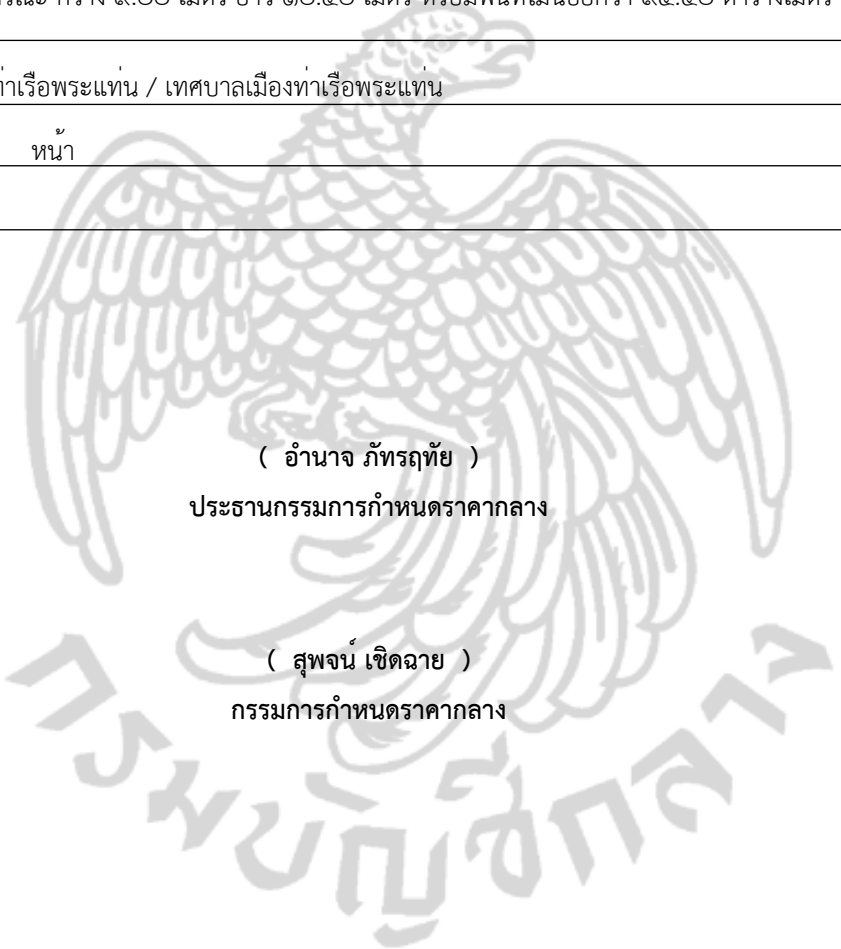 ท่าเรือพระแท่น / เทศบาลเมืองท่าเรือพระแท่น
หน้า
( อำนาจ ภัทรฤทัย )
ประธานกรรมการกำหนดราคากลาง
( สุพจน์ เชิดฉาย )
กรรมการกำหนดราคากลาง
กรมบัญชีกลาง